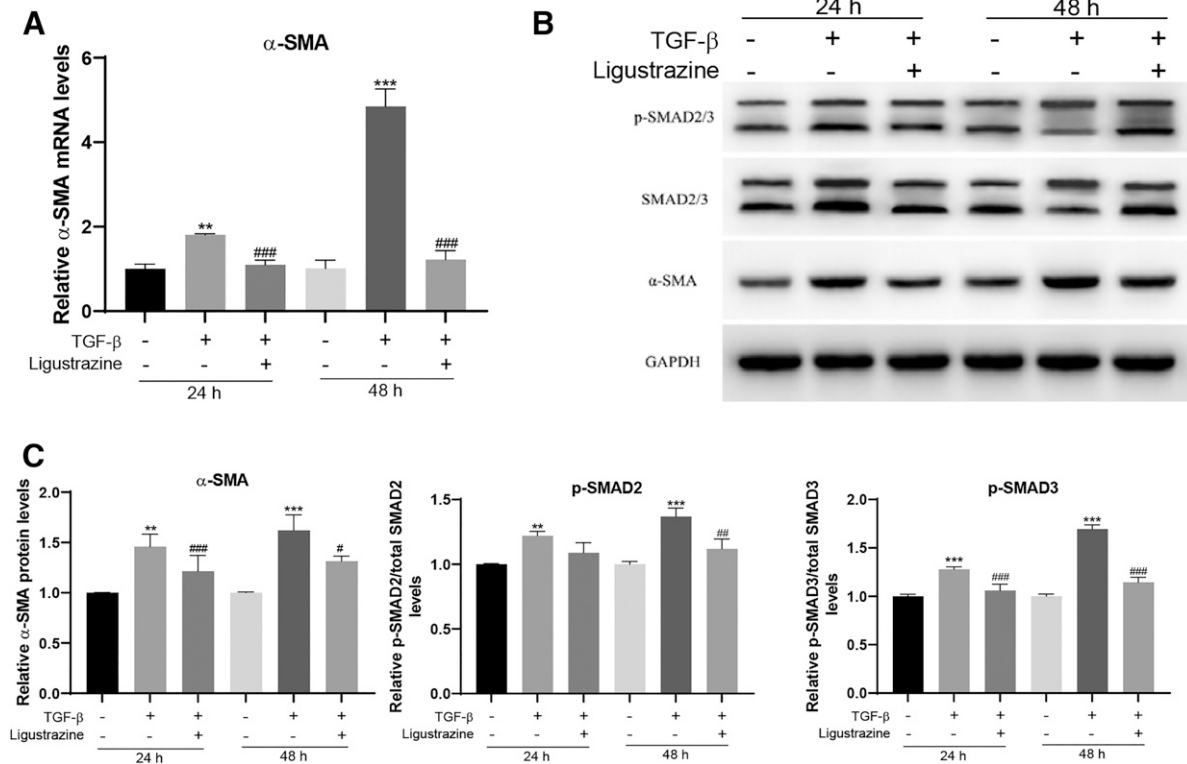 A
α-SMA
Relative α-SMA mRNA levels
6
4
2
0
**
###
***
###
TGF-β - + + - + +
Ligustrazine - - + - - +
24 h 48 h
B
24 h 48 h
TGF-β - + + - + +
Ligustrazine - - + - - +
p-SMAD2/3
SMAD2/3
α-SMA
GAPDH
C
α-SMA
Relative α-SMA protein levels
2.0
1.5
1.0
0.5
0.0
**
###
***
#
TGF-β - + + - + +
Ligustrazine - - + - - +
24 h 48 h
p-SMAD2
Relative p-SMAD2/total SMAD2
levels
1.5
1.0
0.5
0.0
**
***
##
- + + - + +
- - + - - +
24 h 48 h
p-SMAD3
Relative p-SMAD3/total SMAD3
levels
2.0
1.5
1.0
0.5
0.0
***
###
***
###
TGF-β - + + - + +
Ligustrazine - - + - - +
24 h 48 h